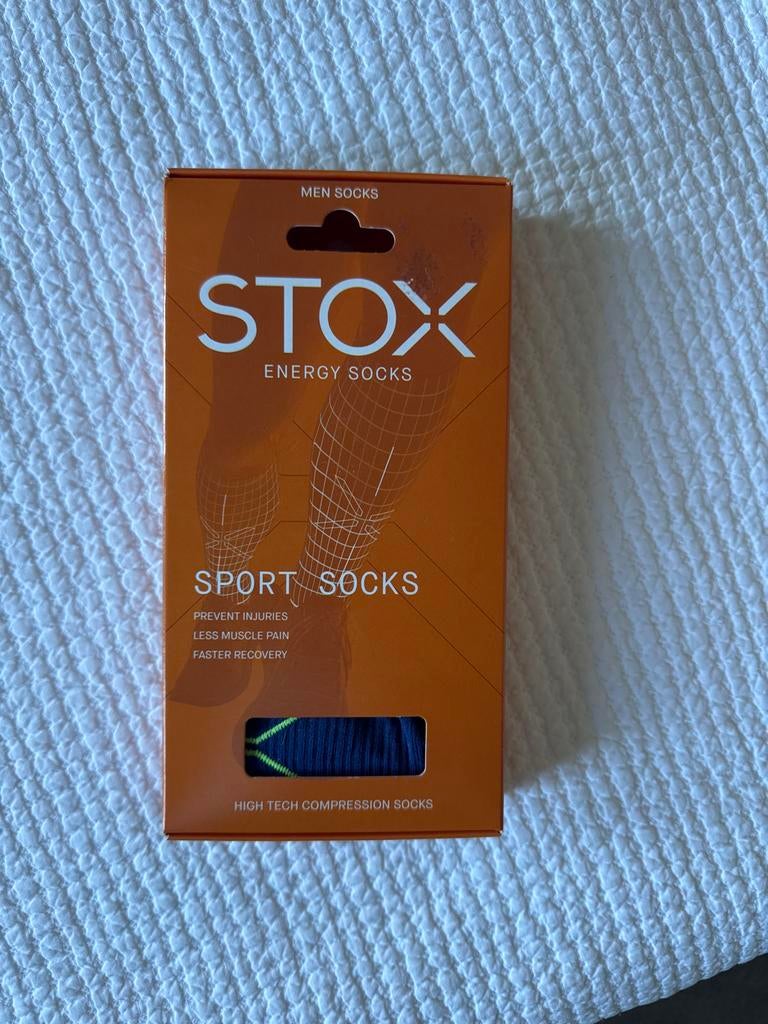 MEN SOCKS
STOX
ENERGY SOCKS
SPORT SOCKS
PREVENT INJURIES
LESS MUSCLE PAIN
FASTER RECOVERY
HIGH TECH COMPRESSION SOCKS